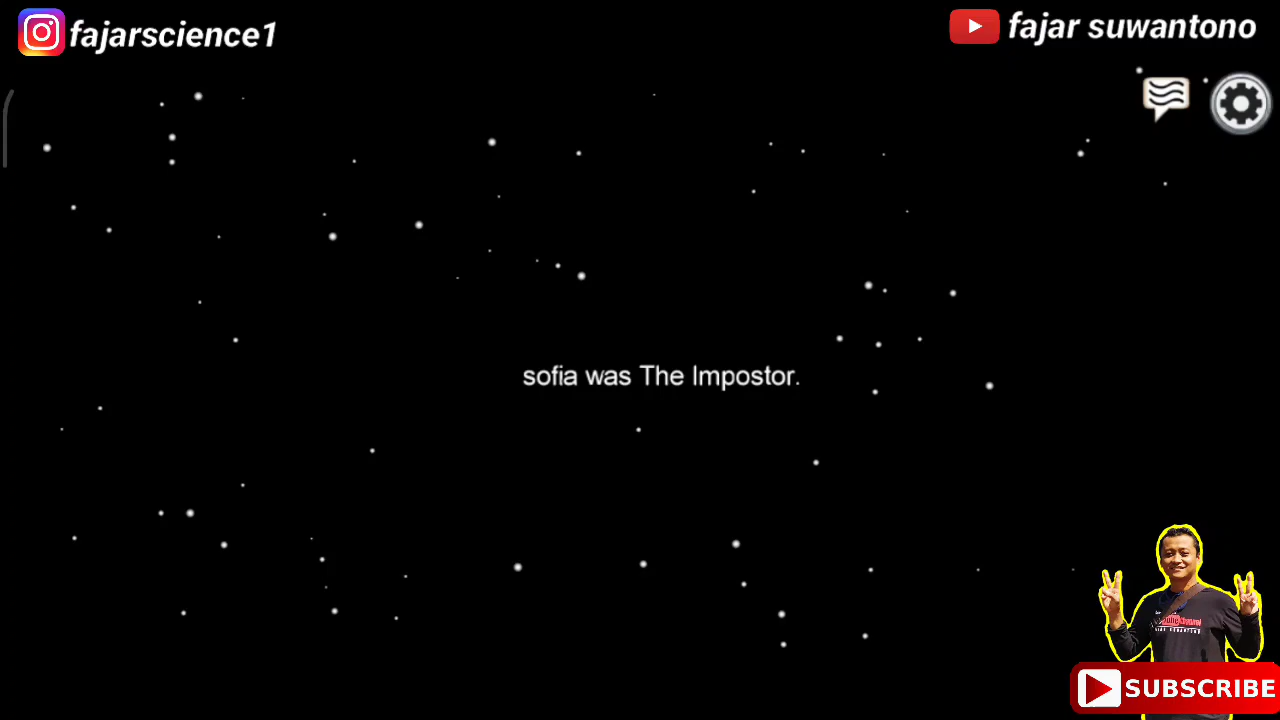 fajarscience1
fajar suwantono
sofia was The Impostor.
SUBSCRIBE